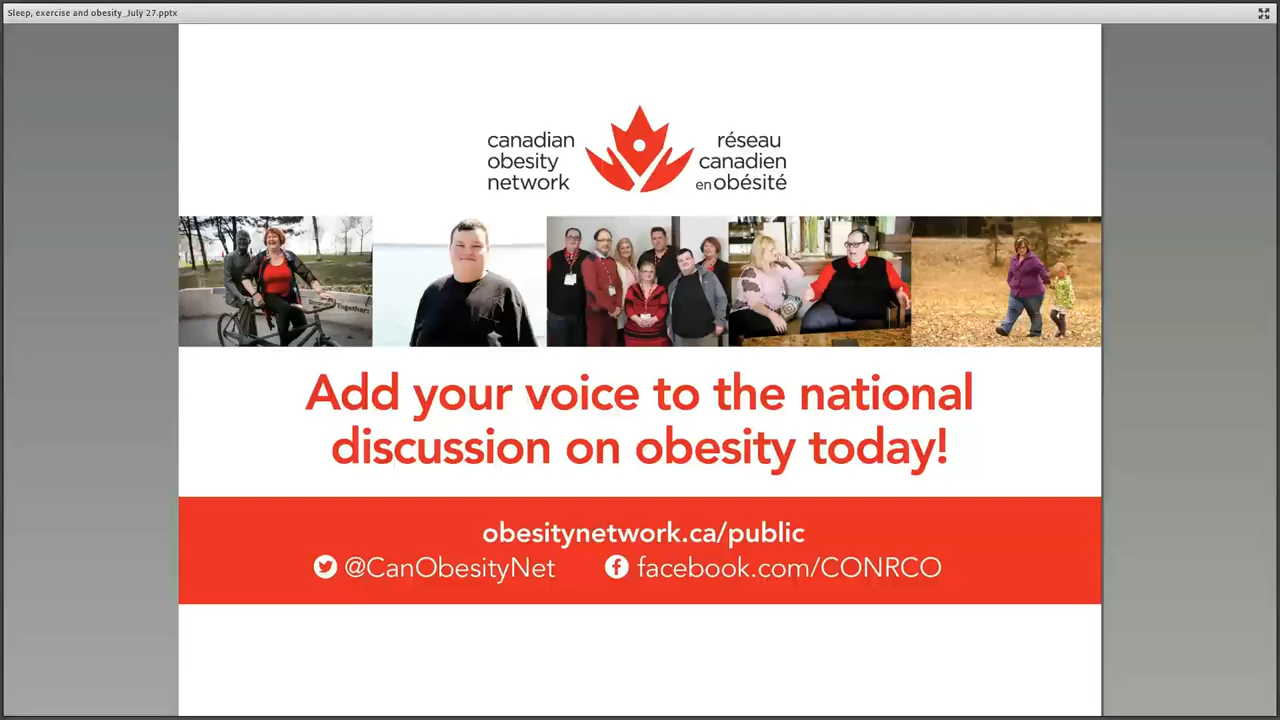 Sleep, exercise and obesity_July 27.pptx
canadian
obesity
network
réseau
canadien
en obésité
Add your voice to the national
discussion on obesity today!
obesitynetwork.ca/public
@CanObesityNet
facebook.com/CONRCO